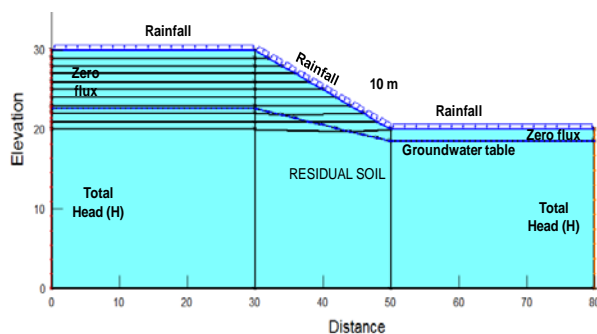 Rainfall
30
Rainfall
10 m
Zero
flux
Rainfall
20
Zero flux
Groundwater table
Elevation
RESIDUAL SOIL
Total
Head (H)
Total
Head (H)
10
0
0 10 20 30 40 50 60 70 80
Distance